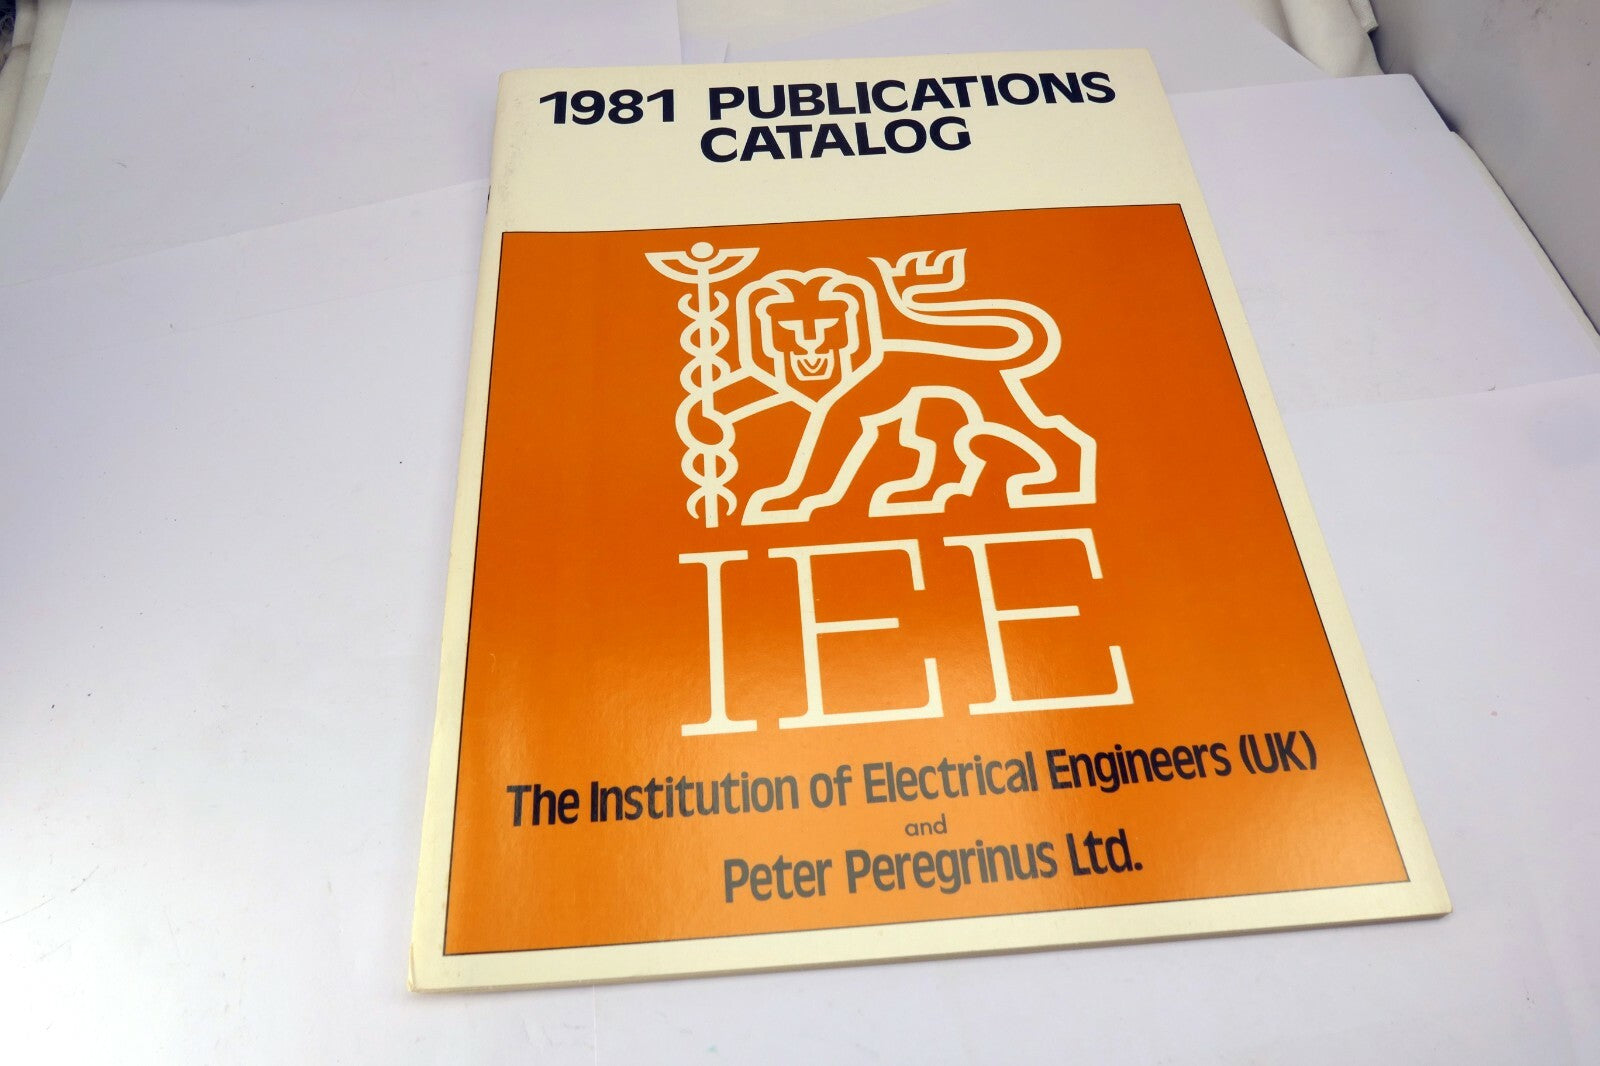 1981 PUBLICATIONS
CATALOG
IEE
The Institution of Electrical Engineers (UK)
and
Peter Peregrinus Ltd.